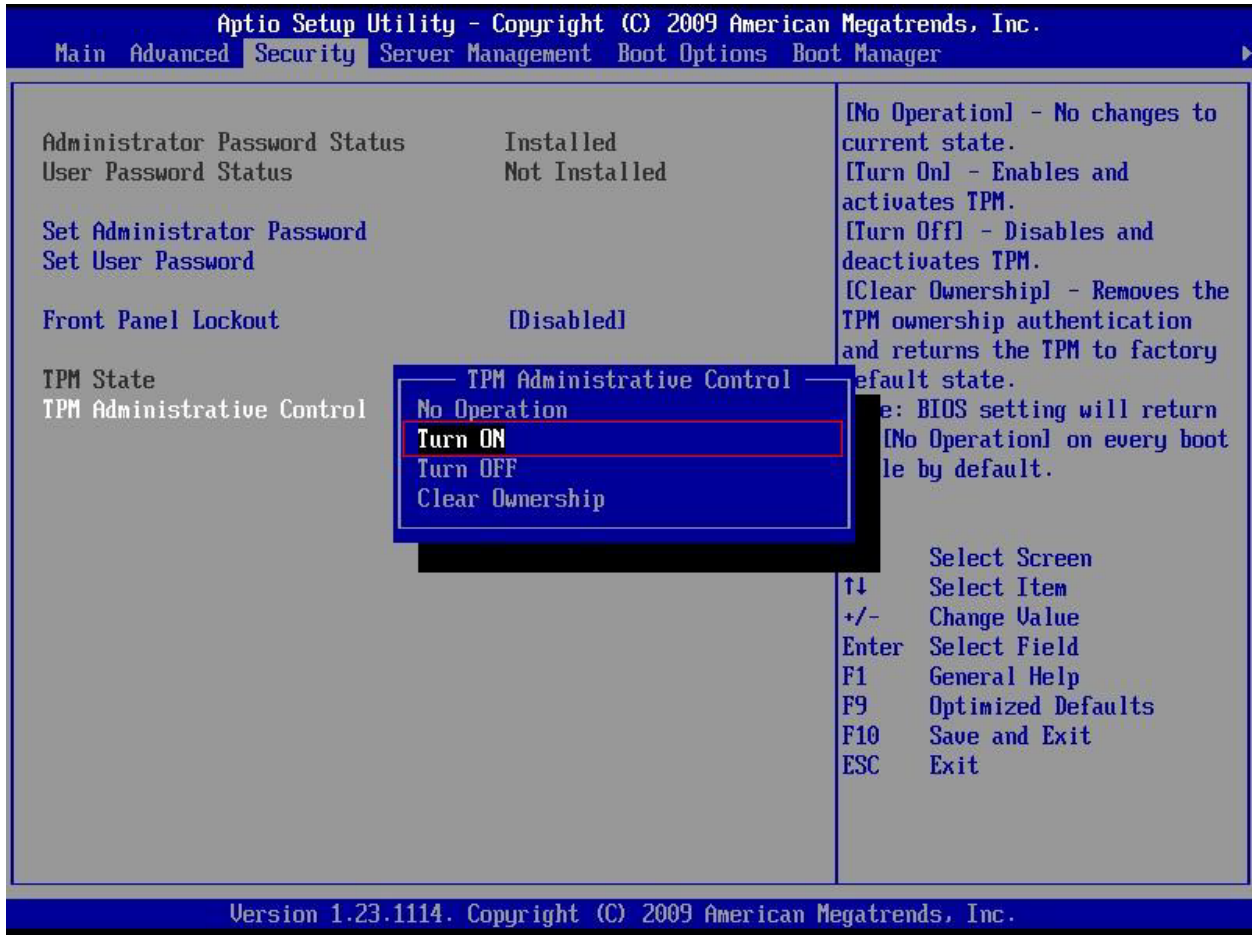 Aptio Setup Utility - Copyright (C) 2009 American Megatrends, Inc.
Main Advanced Security Server Management Boot Options Boot Manager
Administrator Password Status Installed
User Password Status Not Installed
Set Administrator Password
Set User Password
Front Panel Lockout [Disabled]
TPM State
TPM Administrative Control
TPM Administrative Control
No Operation
Turn ON
Turn OFF
Clear Ownership
[No Operation] - No changes to
current state.
[Turn On] - Enables and
activates TPM.
[Turn Off] - Disables and
deactivates TPM.
[Clear Ownership] - Removes the
TPM ownership authentication
and returns the TPM to factory
efault state.
e: BIOS setting will return
[No Operation] on every boot
le by default.
Select Screen
↑↓ Select Item
+/- Change Value
Enter Select Field
F1 General Help
F9 Optimized Defaults
F10 Save and Exit
ESC Exit
Version 1.23.1114. Copyright (C) 2009 American Megatrends, Inc.